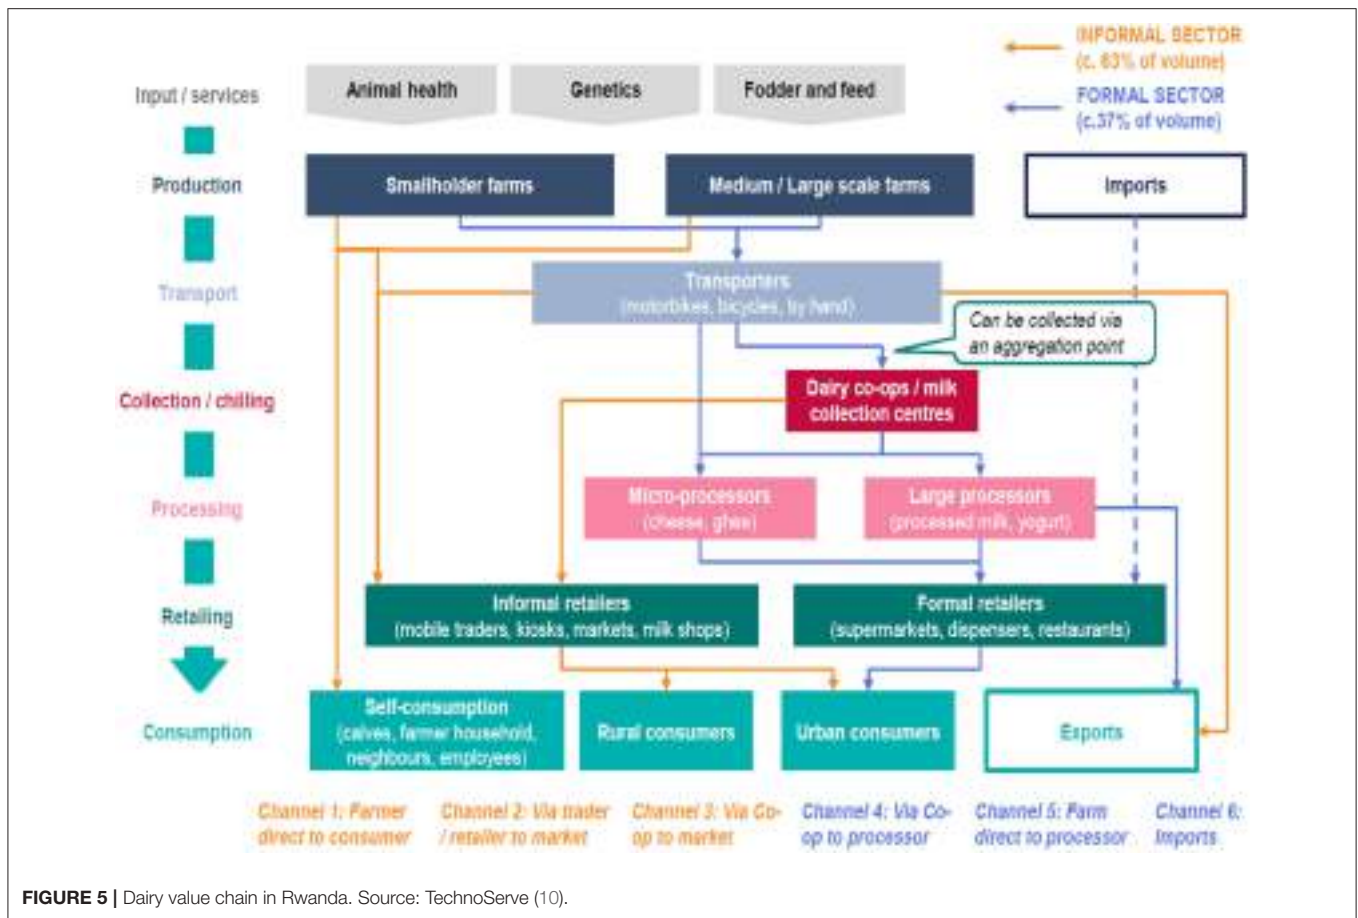 INFORMAL SECTOR
(c. 63% of volume)
FORMAL SECTOR
(c.37% of volume)
Input / services
Animal health
Genetics
Fodder and feed
Production
Smallholder farms
Medium / Large scale farms
Imports
Transport
Transporters
(motorbikes, bicycles, by hand)
Can be collected via
an aggregation point
Collection / chilling
Dairy co-ops / milk
collection centres
Processing
Micro-processors
(cheese, ghee)
Large processors
(processed milk, yogurt)
Retailing
Informal retailers
(mobile traders, kiosks, markets, milk shops)
Formal retailers
(supermarkets, dispensers, restaurants)
Consumption
Self-consumption
(calves, farmer household,
neighbours, employees)
Rural consumers
Urban consumers
Exports
Channel 1: Farmer
direct to consumer
Channel 2: Via trader
/ retailer to market
Channel 3: Via Co-
op to market
Channel 4: Via Co-
op to processor
Channel 5: Farm
direct to processor
Channel 6:
Imports
FIGURE 5 | Dairy value chain in Rwanda. Source: TechnoServe (10).